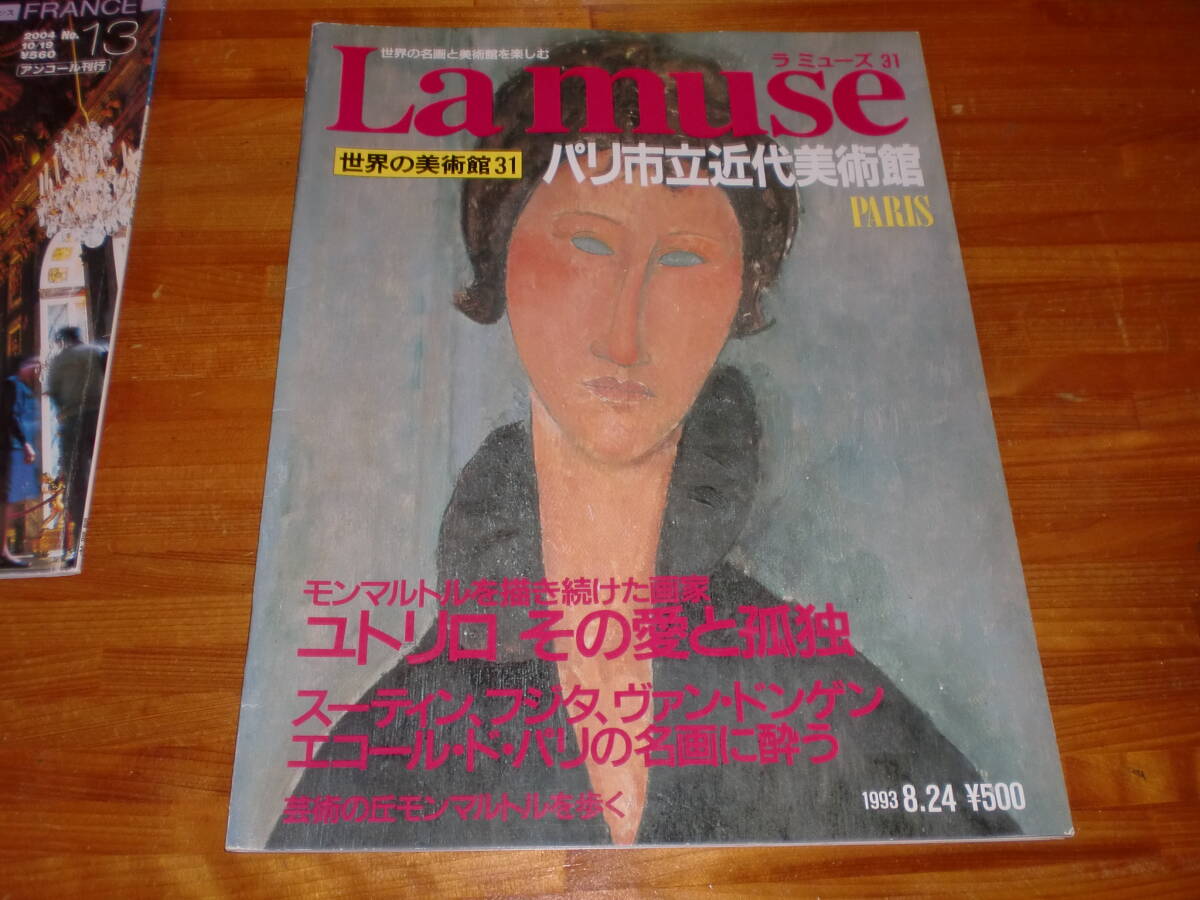 FRANCE
2004 No. 13
10/19
¥560
アンコール刊行
世界の名画と美術館を楽しむ
ラ ミューズ 31
La muse
世界の美術館31 パリ市立近代美術館
PARIS
モンマルトルを描き続けた画家
ユトリロ その愛と孤独
スーティン、フジタ、ヴァン・ドンゲン
エコール・ド・パリの名画に酔う
芸術の丘モンマルトルを歩く
1993 8.24 ¥500